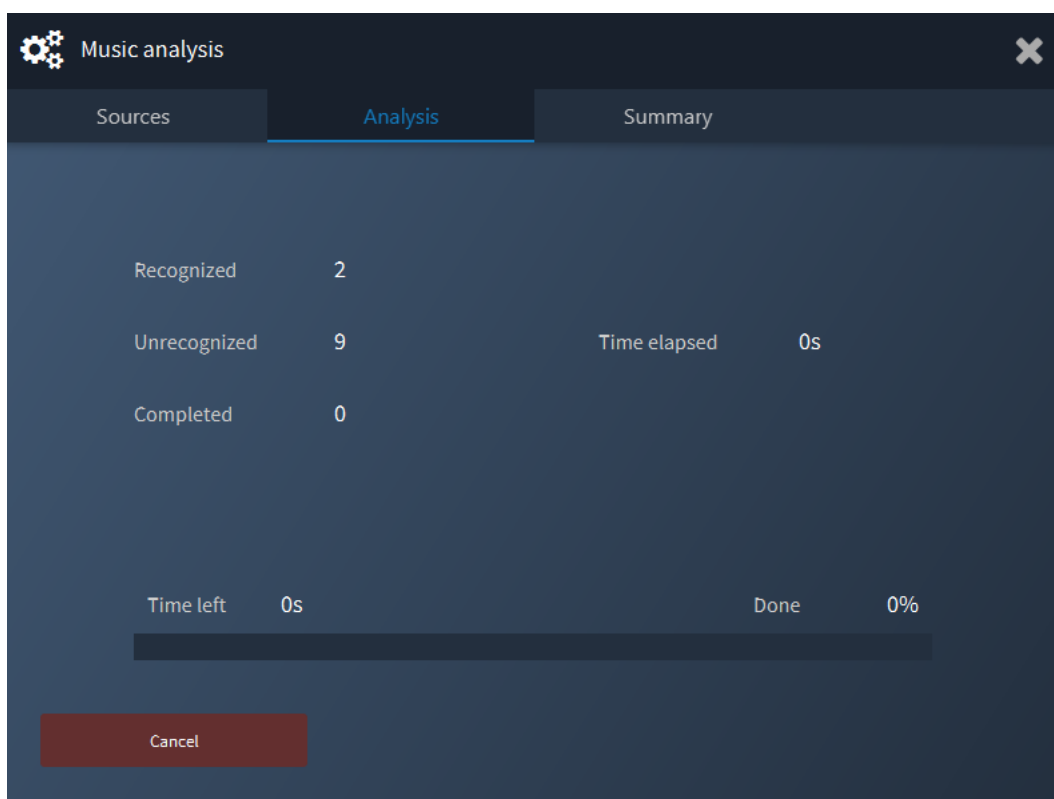 Music analysis
Sources Analysis Summary
Recognized 2
Unrecognized 9 Time elapsed 0s
Completed 0
Time left 0s Done 0%
Cancel